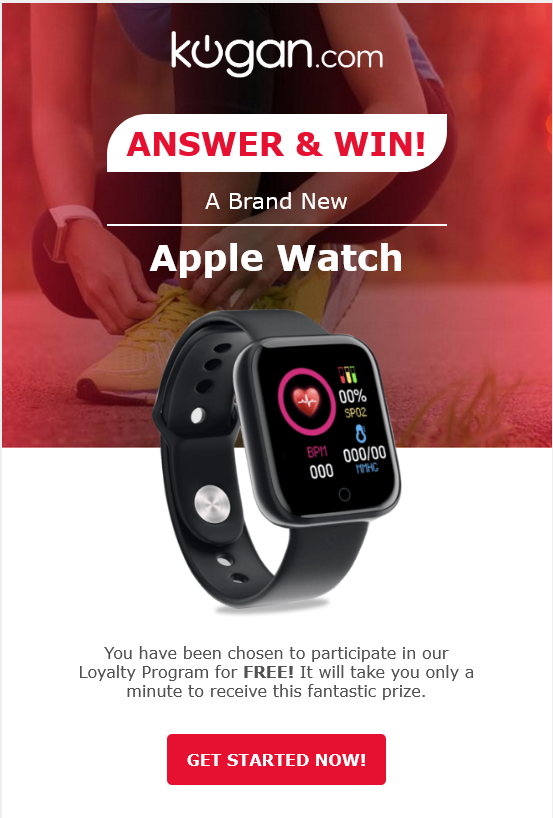 kogan.com
ANSWER & WIN!
A Brand New
Apple Watch
00%
SPO2
BPM
000/00
000
MMHG
You have been chosen to participate in our
Loyalty Program for FREE! It will take you only a
minute to receive this fantastic prize.
GET STARTED NOW!